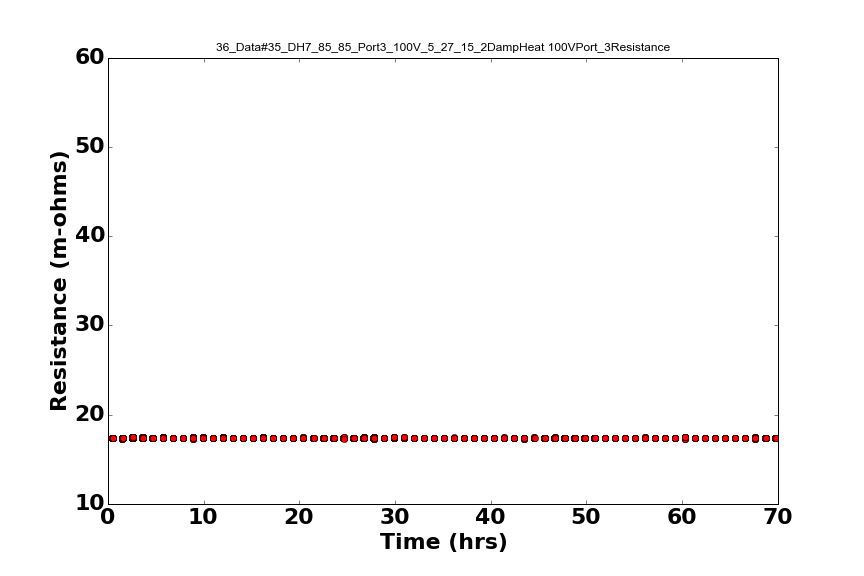 36_Data#35_DH7_85_85_Port3_100V_5_27_15_2DampHeat 100VPort_3Resistance
60
50
40
30
20
10
Resistance (m-ohms)
0 10 20 30 40 50 60 70
Time (hrs)